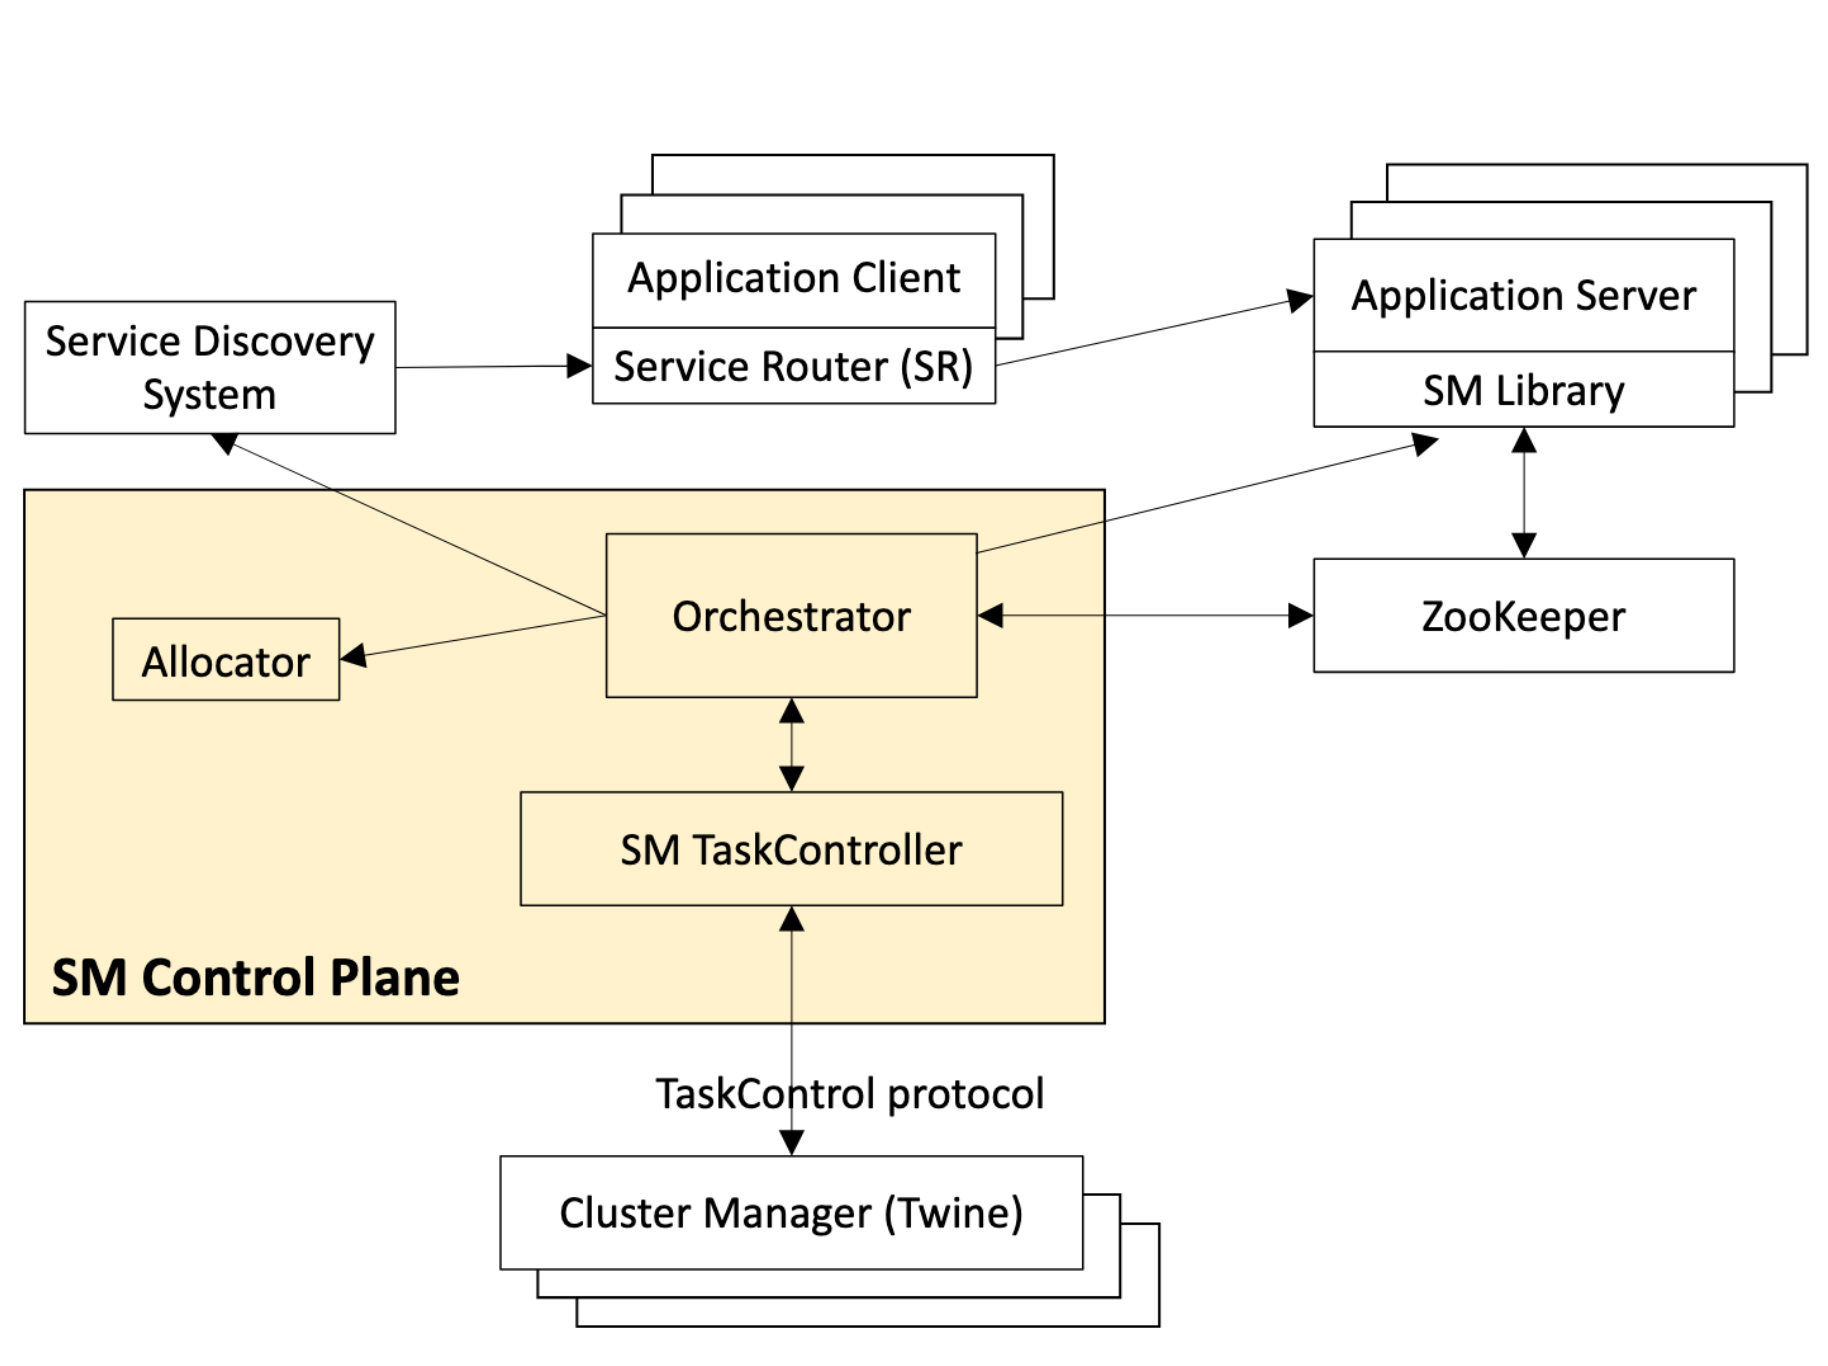 Application Client
Service Router (SR)
Application Server
SM Library
Service Discovery
System
Orchestrator
Allocator
ZooKeeper
SM TaskController
SM Control Plane
TaskControl protocol
Cluster Manager (Twine)